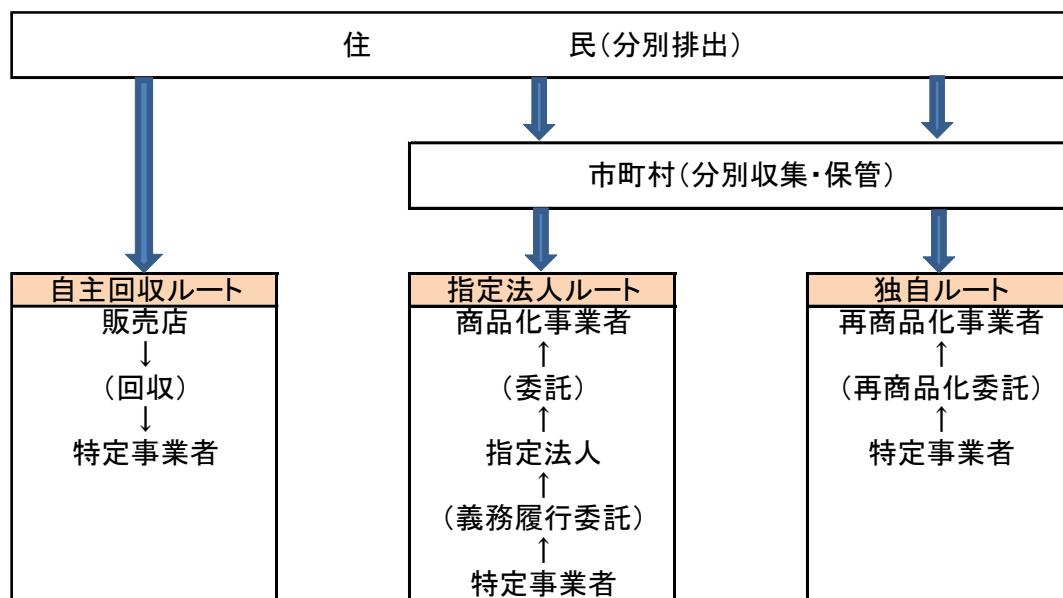 住　　　民(分別排出)
市町村(分別収集・保管)
自主回収ルート
販売店
↓
(回収)
↓
特定事業者
指定法人ルート
商品化事業者
↑
(委託)
↑
指定法人
↑
(義務履行委託)
↑
特定事業者
独自ルート
再商品化事業者
↑
(再商品化委託)
↑
特定事業者